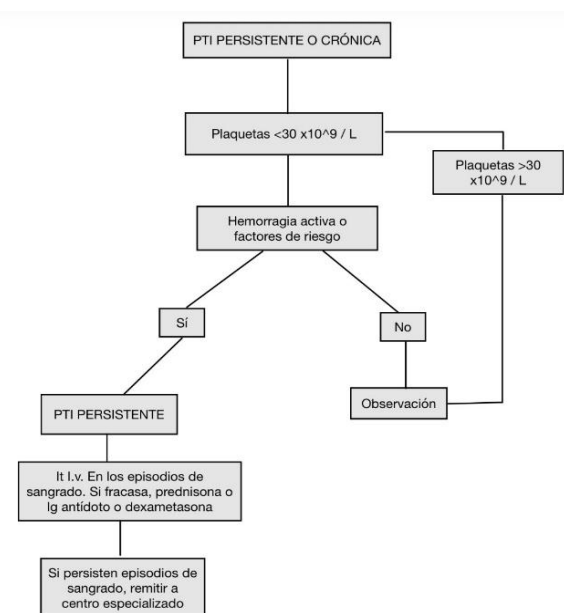 PTI PERSISTENTE O CRÓNICA
Plaquetas <30 x10^9 / L
Plaquetas >30
x10^9 / L
Hemorragia activa o
factores de riesgo
Sí
No
PTI PERSISTENTE
Observación
It I.v. En los episodios de
sangrado. Si fracasa, prednisona o
Ig antídoto o dexametasona
Si persisten episodios de
sangrado, remitir a
centro especializado